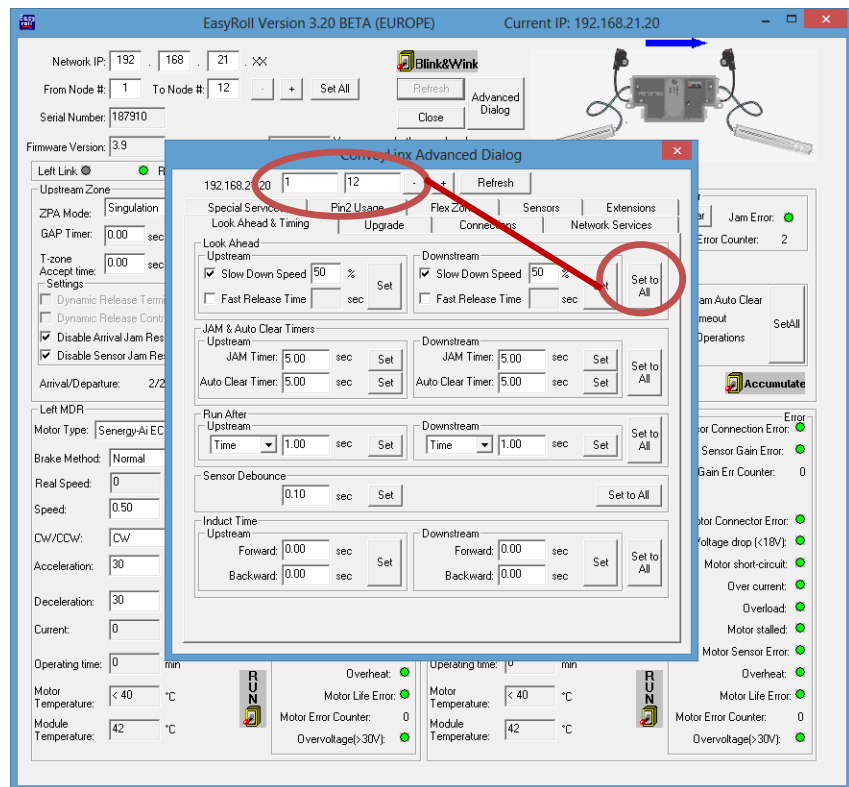 EasyRoll Version 3.20 BETA (EUROPE) Current IP: 192.168.21.20
Network IP: 192 . 168 . 21 . XX
Blink&Wink
From Node #: 1 To Node #: 12 - + Set All
Refresh
Close
Advanced Dialog
Serial Number: 187910
Firmware Version: 3.9
Left Link
Upstream Zone
ZPA Mode: Singulation
GAP Timer: 0.00 sec
T-zone
Accept time: 0.00 sec
Settings
Dynamic Release Term
Dynamic Release Cont
Disable Arrival Jam Res
Disable Sensor Jam Re
Arrival/Departure: 2/2
ConveyLinx Advanced Dialog
192.168.21.20 1 12 - + Refresh
Special Services Pin2 Usage Flex Zone Sensors Extensions
Look Ahead & Timing Upgrade Connections Network Services
Look Ahead
Upstream
Slow Down Speed 50 %
Fast Release Time sec
Set
Downstream
Slow Down Speed 50 %
Fast Release Time sec
Set
Set to All
JAM & Auto Clear Timers
Upstream
JAM Timer: 5.00 sec Set
Auto Clear Timer: 5.00 sec Set
Downstream
JAM Timer: 5.00 sec Set
Auto Clear Timer: 5.00 sec Set
Set to All
Run After
Upstream
Time 1.00 sec Set
Downstream
Time 1.00 sec Set
Set to All
Sensor Debounce
0.10 sec Set Set to All
Induct Time
Upstream
Forward: 0.00 sec
Backward: 0.00 sec
Set
Downstream
Forward: 0.00 sec
Backward: 0.00 sec
Set
Set to All
Jam Error:
Error Counter: 2
am Auto Clear
meout
Operations
SetAll
Accumulate
Left MDR
Motor Type: Senergy-Ai EC
Brake Method: Normal
Real Speed: 0
Speed: 0.50
CW/CCW: CW
Acceleration: 30
Deceleration: 30
Current: 0
Operating time: 0 min
Motor
Temperature: < 40 °C
Module
Temperature: 42 °C
RUN
Overheat:
Motor Life Error:
Motor Error Counter: 0
Overvoltage(>30V):
Operating time: 0 min
Motor
Temperature: < 40 °C
Module
Temperature: 42 °C
RUN
Error
or Connection Error:
Sensor Gain Error:
Gain Err Counter: 0
otor Connector Error:
Voltage drop (<18V):
Motor short-circuit:
Over current:
Overload:
Motor stalled:
Motor Sensor Error:
Overheat:
Motor Life Error:
Motor Error Counter: 0
Overvoltage(>30V):